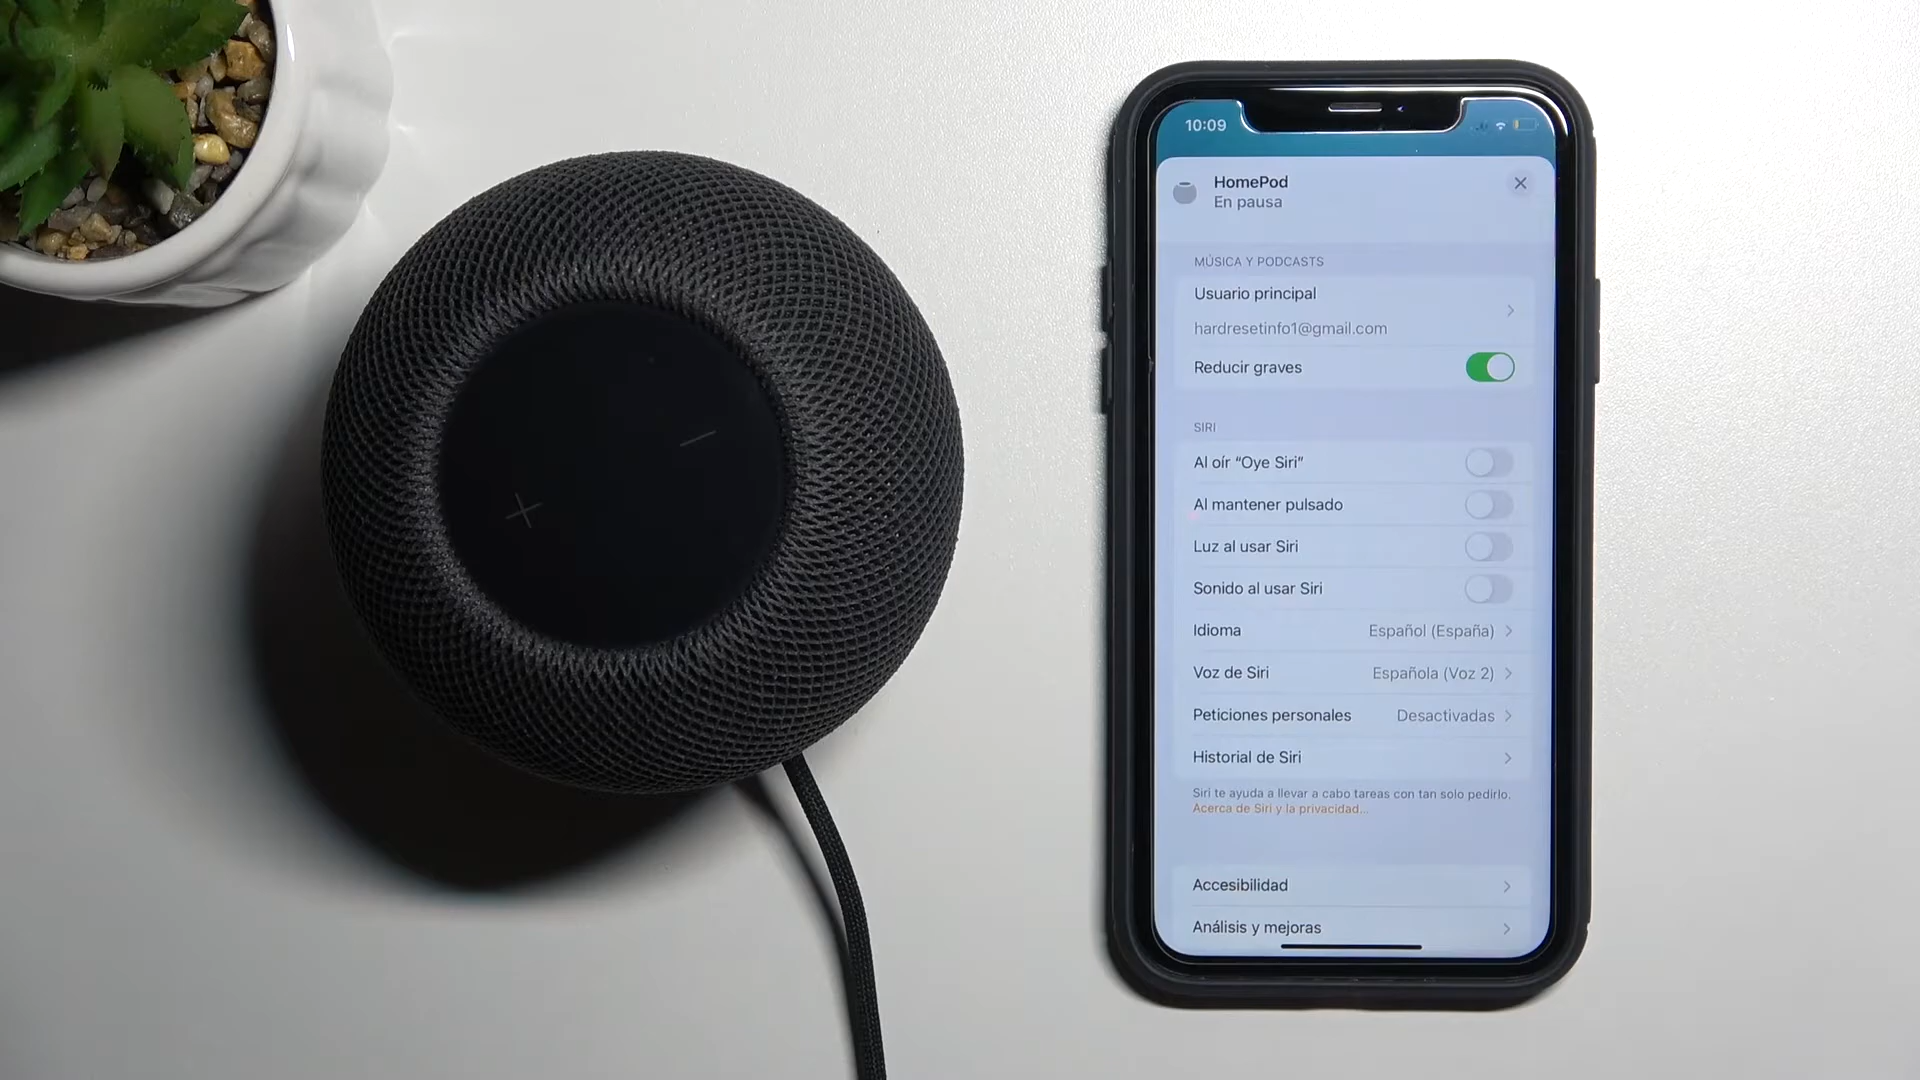 10:09
HomePod
En pausa
MÚSICA Y PODCASTS
Usuario principal
hardresetinfo1@gmail.com
Reducir graves
SIRI
Al oír “Oye Siri”
Al mantener pulsado
Luz al usar Siri
Sonido al usar Siri
Idioma Español (España)
Voz de Siri Española (Voz 2)
Peticiones personales Desactivadas
Historial de Siri
Siri te ayuda a llevar a cabo tareas con tan solo pedirlo.
Acerca de Siri y la privacidad...
Accesibilidad
Análisis y mejoras